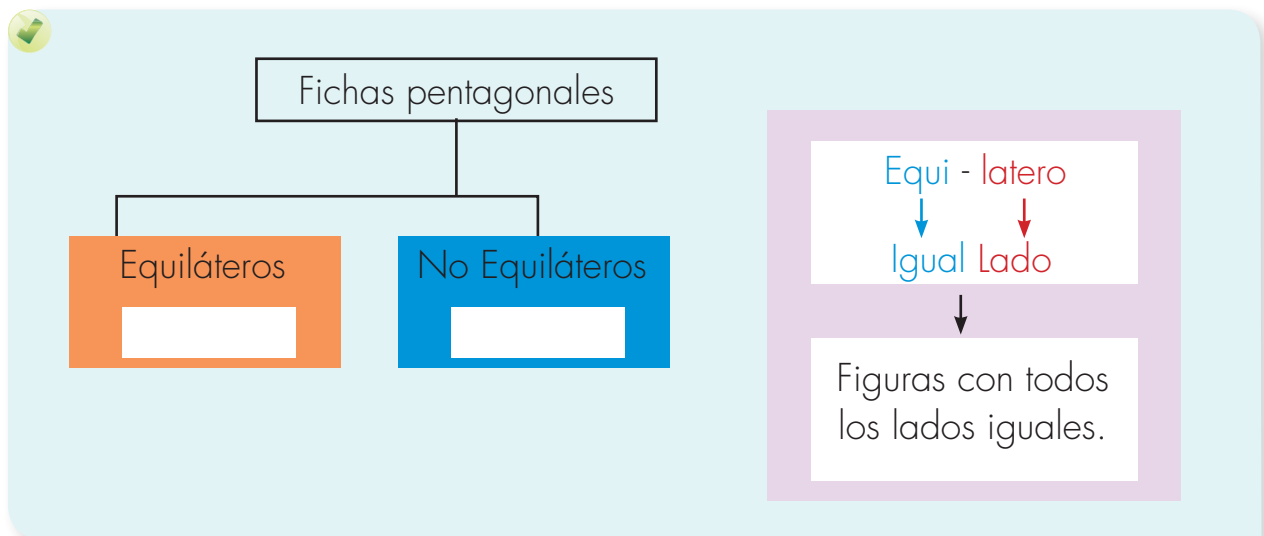 Fichas pentagonales
Equiláteros
No Equiláteros
Equi - latero
Igual Lado
Figuras con todos
los lados iguales.